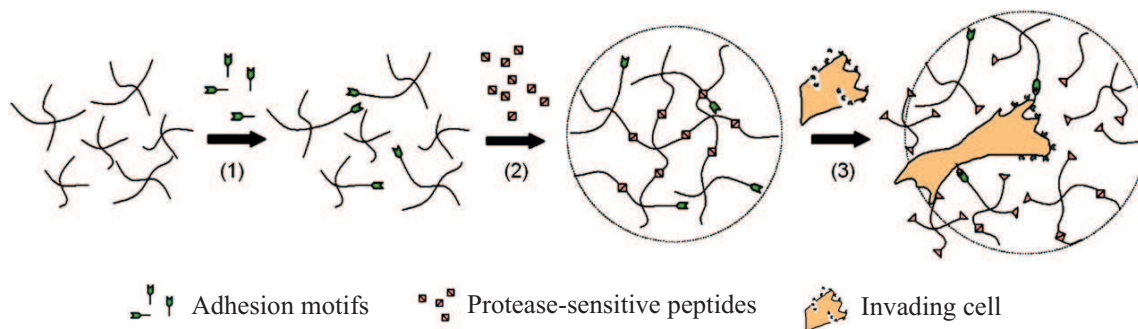 (1)
(2)
(3)
Adhesion motifs
Protease-sensitive peptides
Invading cell